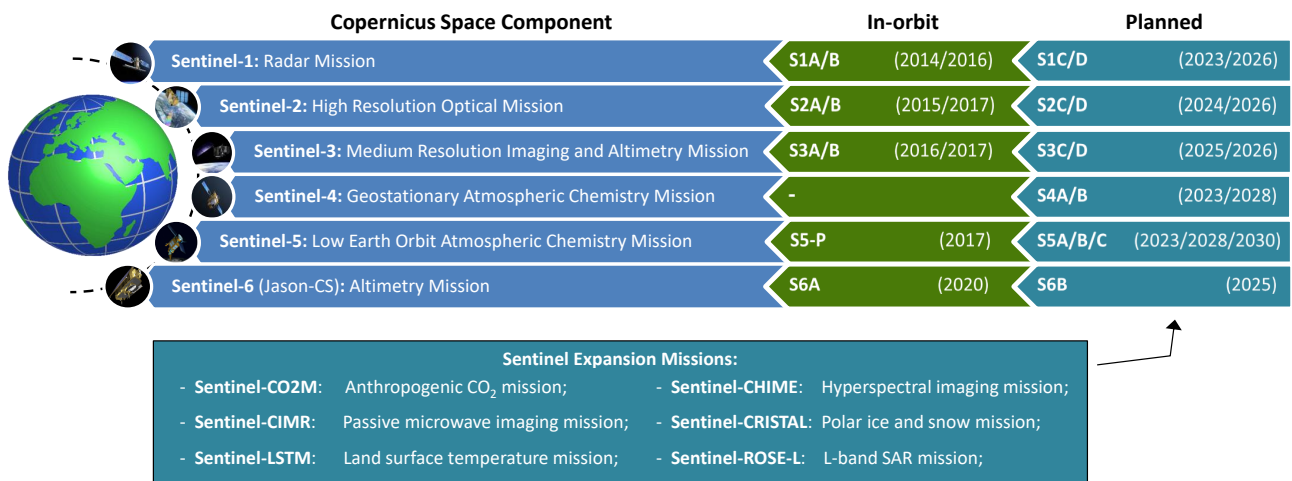 Copernicus Space Component In-orbit Planned
Sentinel-1: Radar Mission S1A/B (2014/2016) S1C/D (2023/2026)
Sentinel-2: High Resolution Optical Mission S2A/B (2015/2017) S2C/D (2024/2026)
Sentinel-3: Medium Resolution Imaging and Altimetry Mission S3A/B (2016/2017) S3C/D (2025/2026)
Sentinel-4: Geostationary Atmospheric Chemistry Mission - S4A/B (2023/2028)
Sentinel-5: Low Earth Orbit Atmospheric Chemistry Mission S5-P (2017) S5A/B/C (2023/2028/2030)
Sentinel-6 (Jason-CS): Altimetry Mission S6A (2020) S6B (2025)
Sentinel Expansion Missions:
- Sentinel-CO2M: Anthropogenic CO₂ mission; - Sentinel-CHIME: Hyperspectral imaging mission;
- Sentinel-CIMR: Passive microwave imaging mission; - Sentinel-CRISTAL: Polar ice and snow mission;
- Sentinel-LSTM: Land surface temperature mission; - Sentinel-ROSE-L: L-band SAR mission;